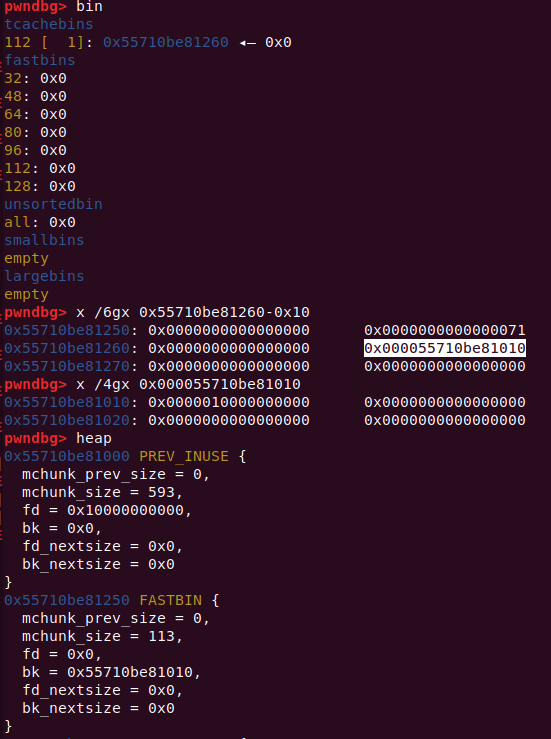 pwndbg> bin
tcachebins
112 [  1]: 0x55710be81260 ◂— 0x0
fastbins
32: 0x0
48: 0x0
64: 0x0
80: 0x0
96: 0x0
112: 0x0
128: 0x0
unsortedbin
all: 0x0
smallbins
empty
largebins
empty
pwndbg> x /6gx 0x55710be81260-0x10
0x55710be81250: 0x0000000000000000 0x0000000000000071
0x55710be81260: 0x0000000000000000 0x000055710be81010
0x55710be81270: 0x0000000000000000 0x0000000000000000
pwndbg> x /4gx 0x000055710be81010
0x55710be81010: 0x0000010000000000 0x0000000000000000
0x55710be81020: 0x0000000000000000 0x0000000000000000
pwndbg> heap
0x55710be81000 PREV_INUSE {
  mchunk_prev_size = 0,
  mchunk_size = 593,
  fd = 0x10000000000,
  bk = 0x0,
  fd_nextsize = 0x0,
  bk_nextsize = 0x0
}
0x55710be81250 FASTBIN {
  mchunk_prev_size = 0,
  mchunk_size = 113,
  fd = 0x0,
  bk = 0x55710be81010,
  fd_nextsize = 0x0,
  bk_nextsize = 0x0
}